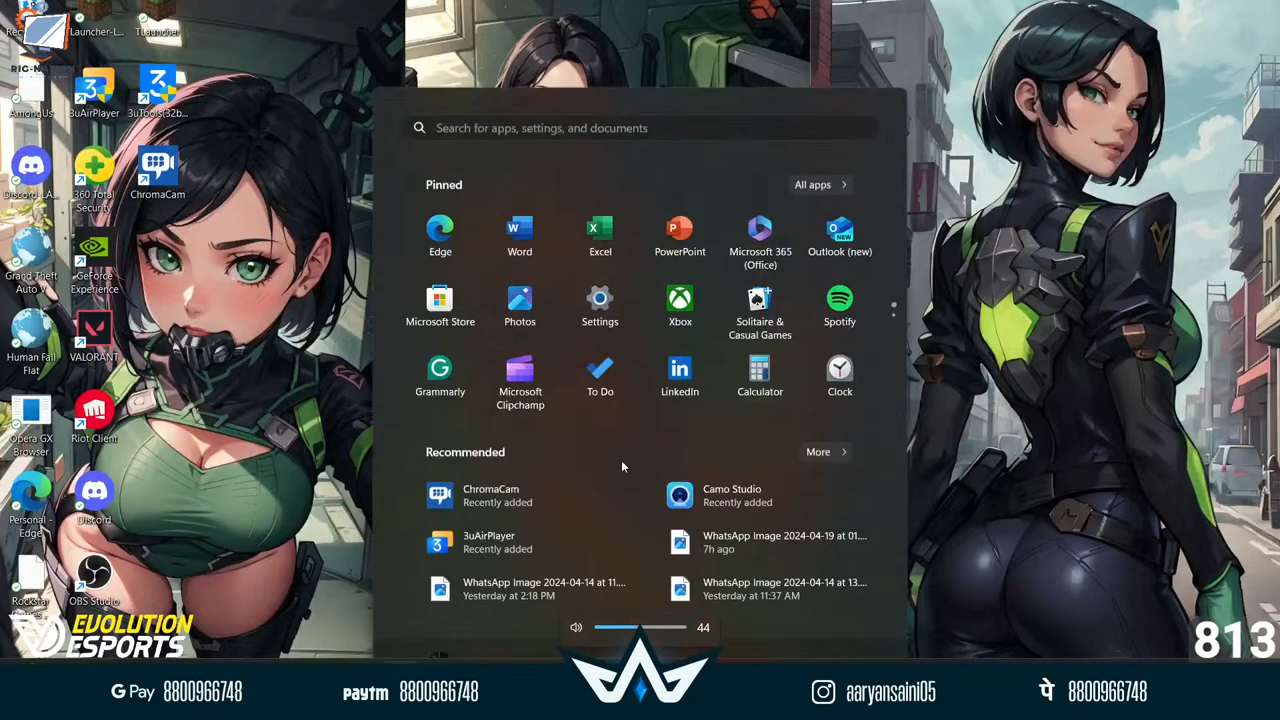 Rec
Launcher-L...
TLauncher
RIG-N
AmongUs
3uAirPlayer
3uTools(32b...
Discord
360 Total
Security
ChromaCam
Grand Theft
Auto V
GeForce
Experience
Human Fall
Flat
VALORANT
Opera GX
Browser
Riot Client
Personal -
Edge
Discord
Rockstar
OBS Studio
EVOLUTION
ESPORTS
Search for apps, settings, and documents
Pinned
All apps
Edge
Word
Excel
PowerPoint
Microsoft 365
(Office)
Outlook (new)
Microsoft Store
Photos
Settings
Xbox
Solitaire &
Casual Games
Spotify
Grammarly
Microsoft
Clipchamp
To Do
LinkedIn
Calculator
Clock
Recommended
More
ChromaCam
Recently added
Camo Studio
Recently added
3uAirPlayer
Recently added
WhatsApp Image 2024-04-19 at 01....
7h ago
WhatsApp Image 2024-04-14 at 11....
Yesterday at 2:18 PM
WhatsApp Image 2024-04-14 at 13....
Yesterday at 11:37 AM
44
813
G Pay 8800966748
paytm 8800966748
aaryansaini05
पे 8800966748